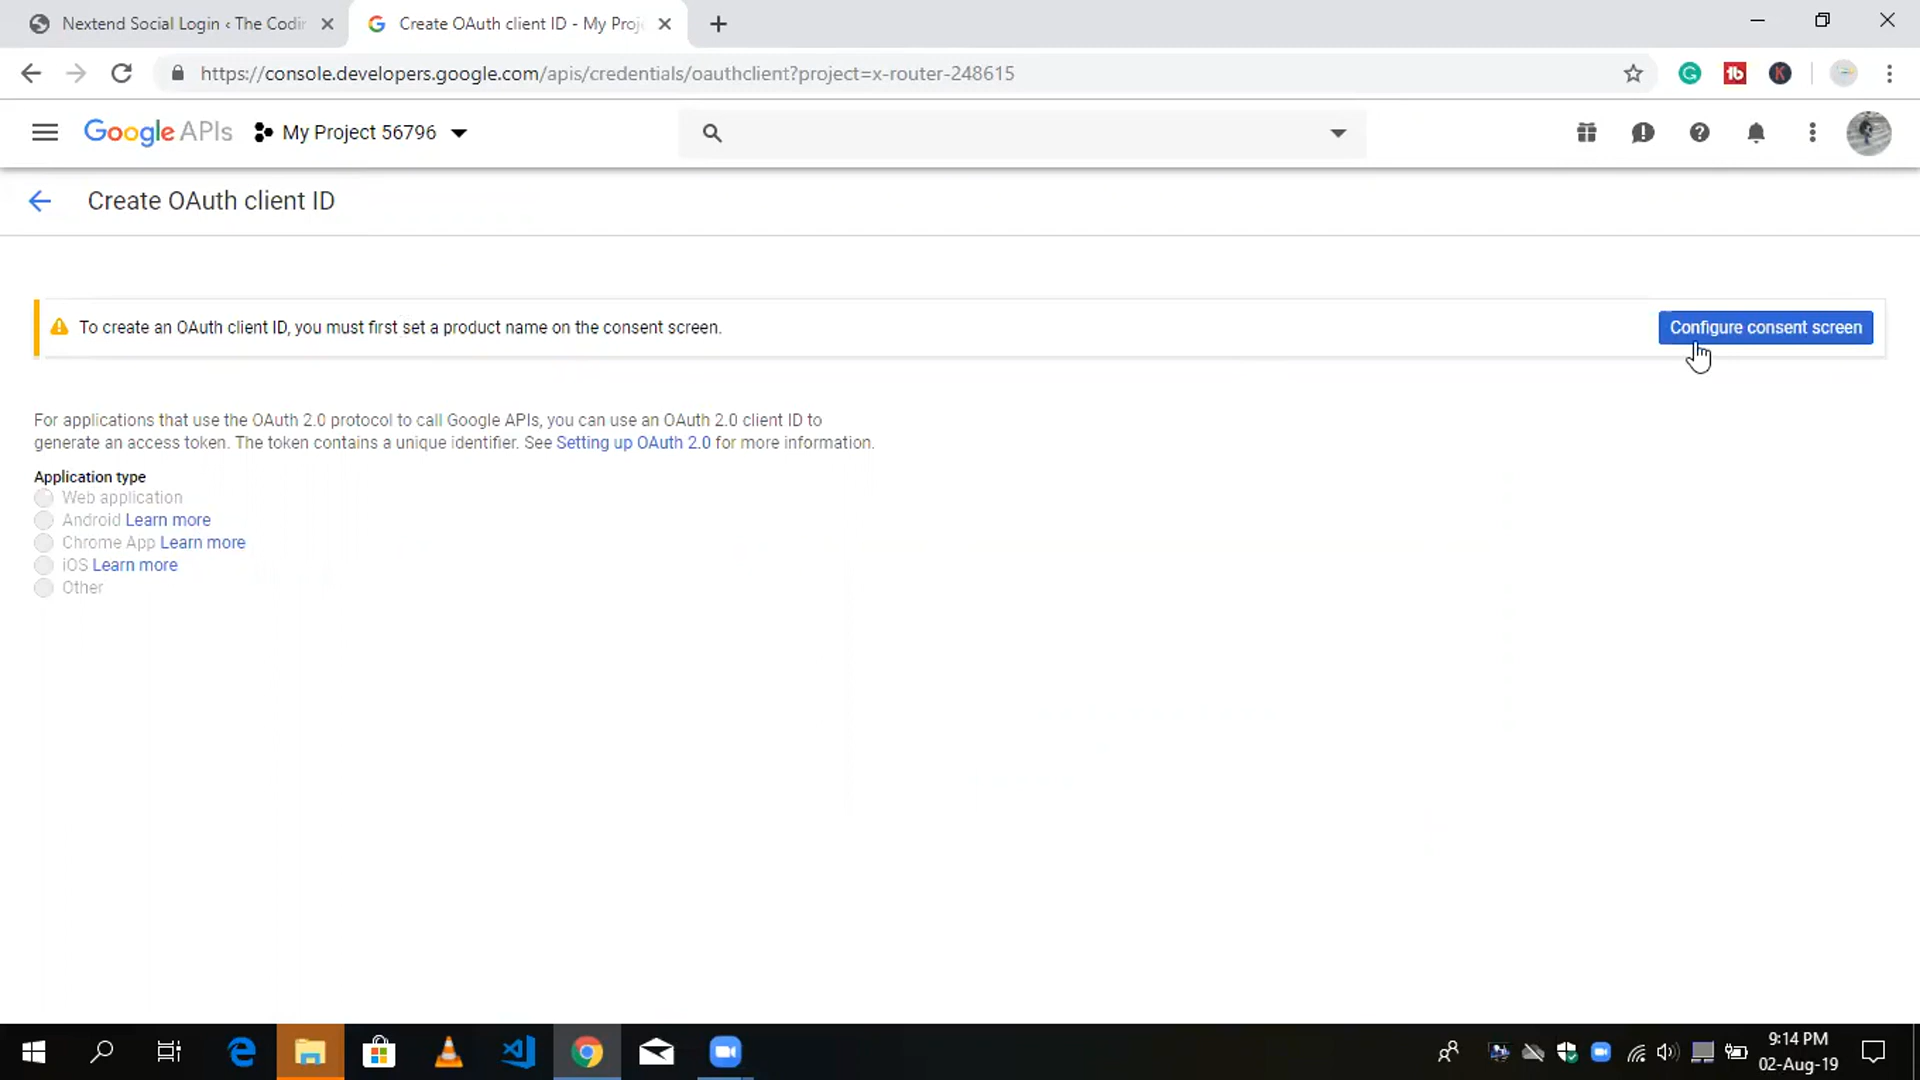 Nextend Social Login ‹ The Codin
Create OAuth client ID - My Proj
https://console.developers.google.com/apis/credentials/oauthclient?project=x-router-248615
Google APIs
My Project 56796
Create OAuth client ID
To create an OAuth client ID, you must first set a product name on the consent screen.
Configure consent screen
For applications that use the OAuth 2.0 protocol to call Google APIs, you can use an OAuth 2.0 client ID to
generate an access token. The token contains a unique identifier. See Setting up OAuth 2.0 for more information.
Application type
Web application
Android Learn more
Chrome App Learn more
iOS Learn more
Other
9:14 PM
02-Aug-19